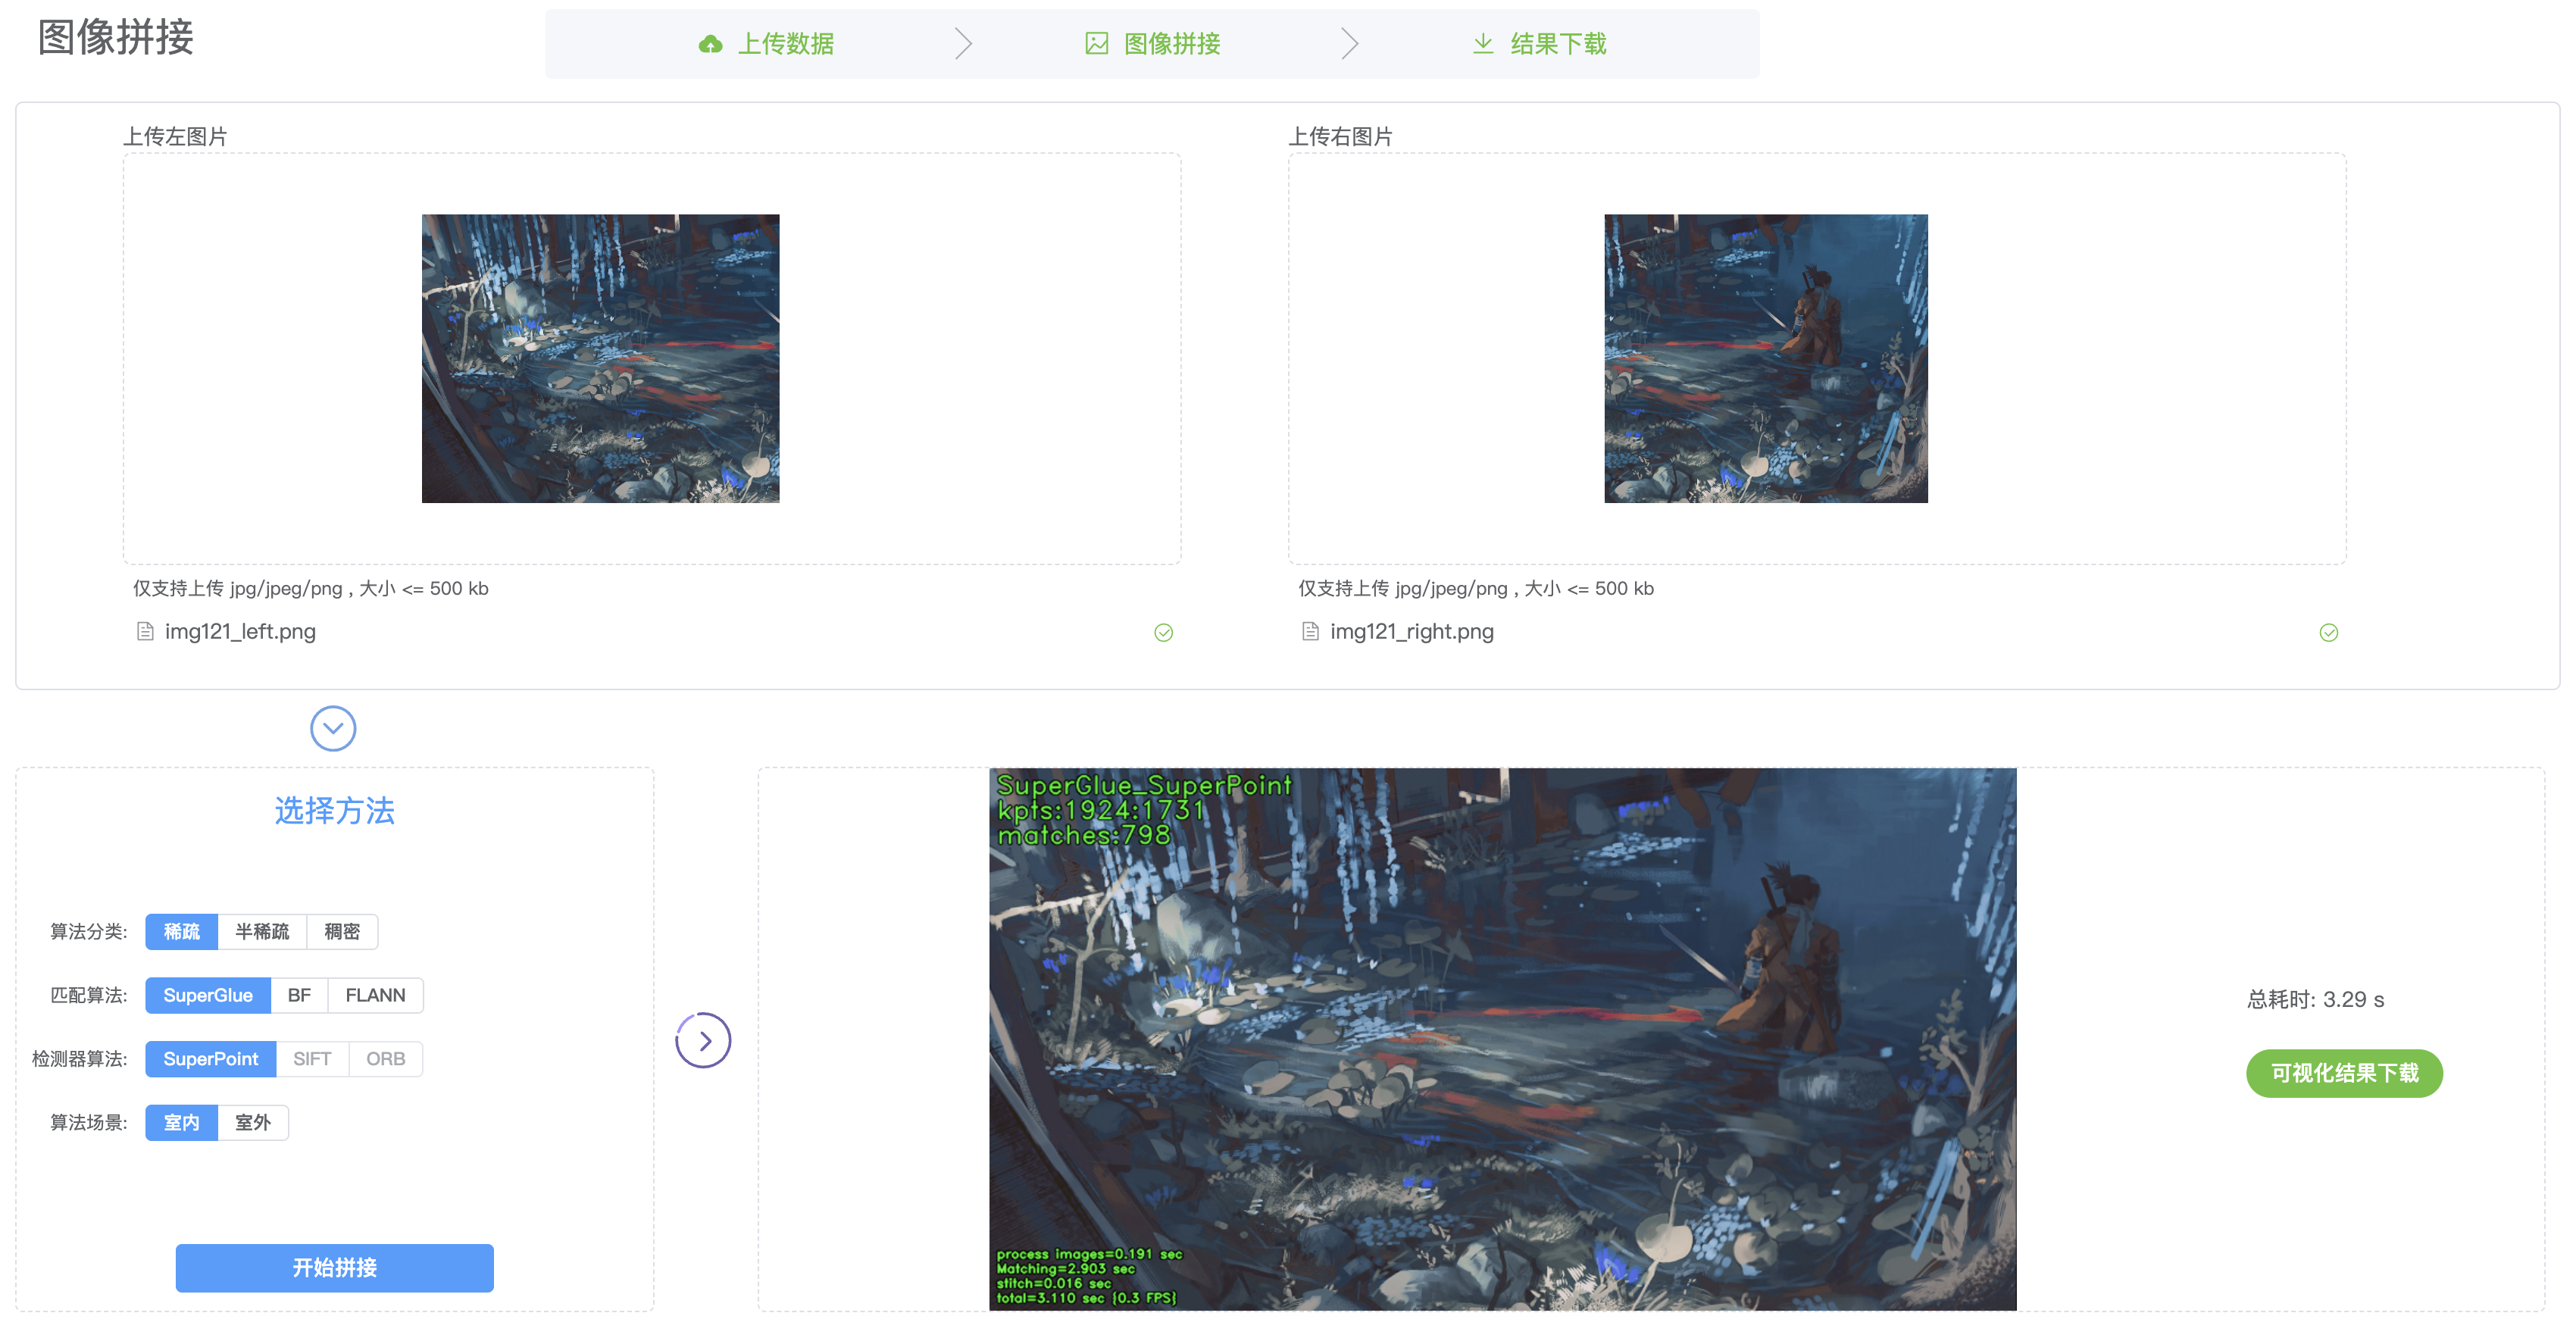 图像拼接
上传数据
图像拼接
结果下载
上传左图片
上传右图片
仅支持上传 jpg/jpeg/png , 大小 <= 500 kb
仅支持上传 jpg/jpeg/png , 大小 <= 500 kb
img121_left.png
img121_right.png
选择方法
算法分类: 稀疏 半稀疏 稠密
匹配算法: SuperGlue BF FLANN
检测器算法: SuperPoint SIFT ORB
算法场景: 室内 室外
开始拼接
SuperGlue_SuperPoint
kpts:1924:1731
matches:798
process images=0.191 sec
Matching=2.903 sec
stitch=0.016 sec
total=3.110 sec {0.3 FPS}
总耗时: 3.29 s
可视化结果下载